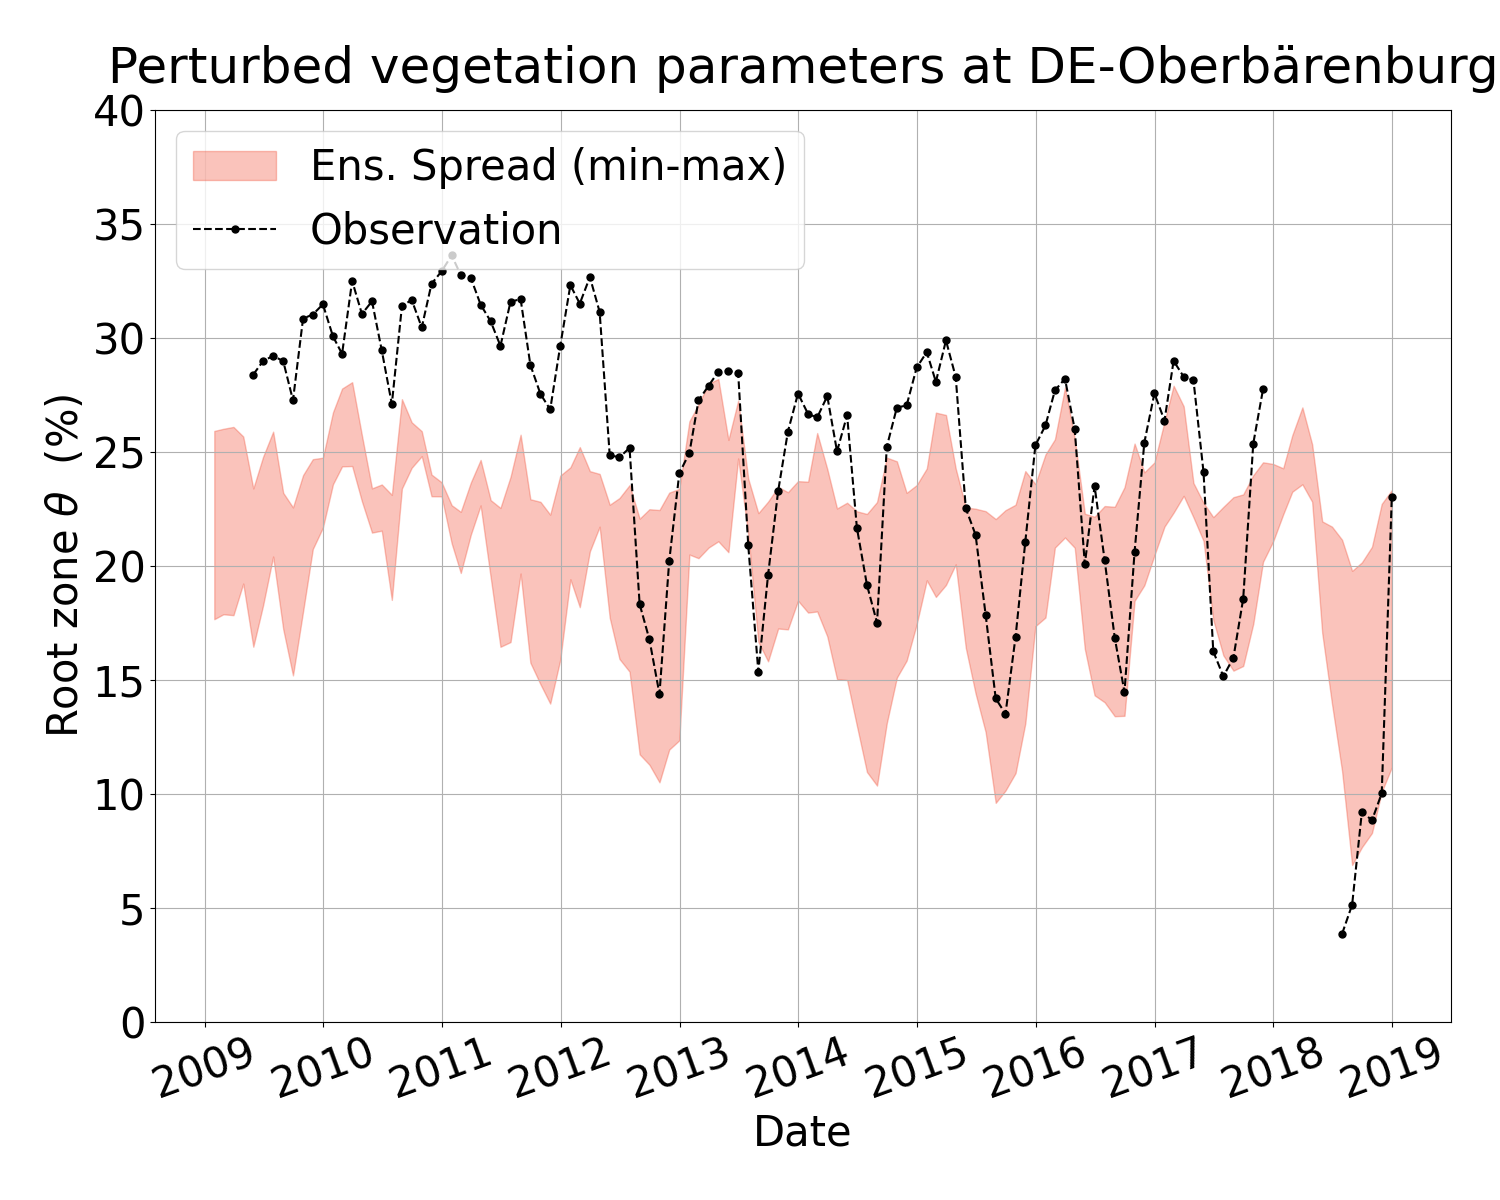 Perturbed vegetation parameters at DE-Oberbärenburg
Ens. Spread (min-max)
Observation
Root zone θ (%)
40
35
30
25
20
15
10
5
0
2009 2010 2011 2012 2013 2014 2015 2016 2017 2018 2019
Date